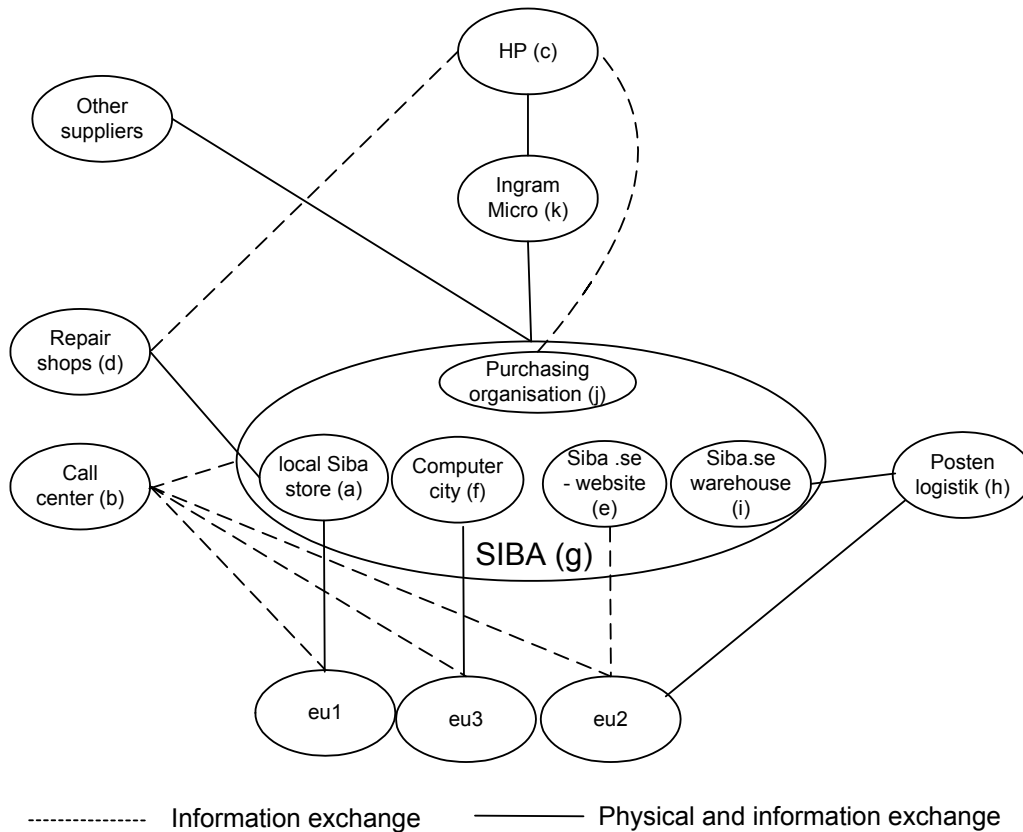 HP (c)
Other
suppliers
Ingram
Micro (k)
Repair
shops (d)
Purchasing
organisation (j)
Call
center (b)
local Siba
store (a)
Computer
city (f)
Siba .se
- website
(e)
Siba.se
warehouse
(i)
Posten
logistik (h)
SIBA (g)
eu1
eu3
eu2
Information exchange
Physical and information exchange